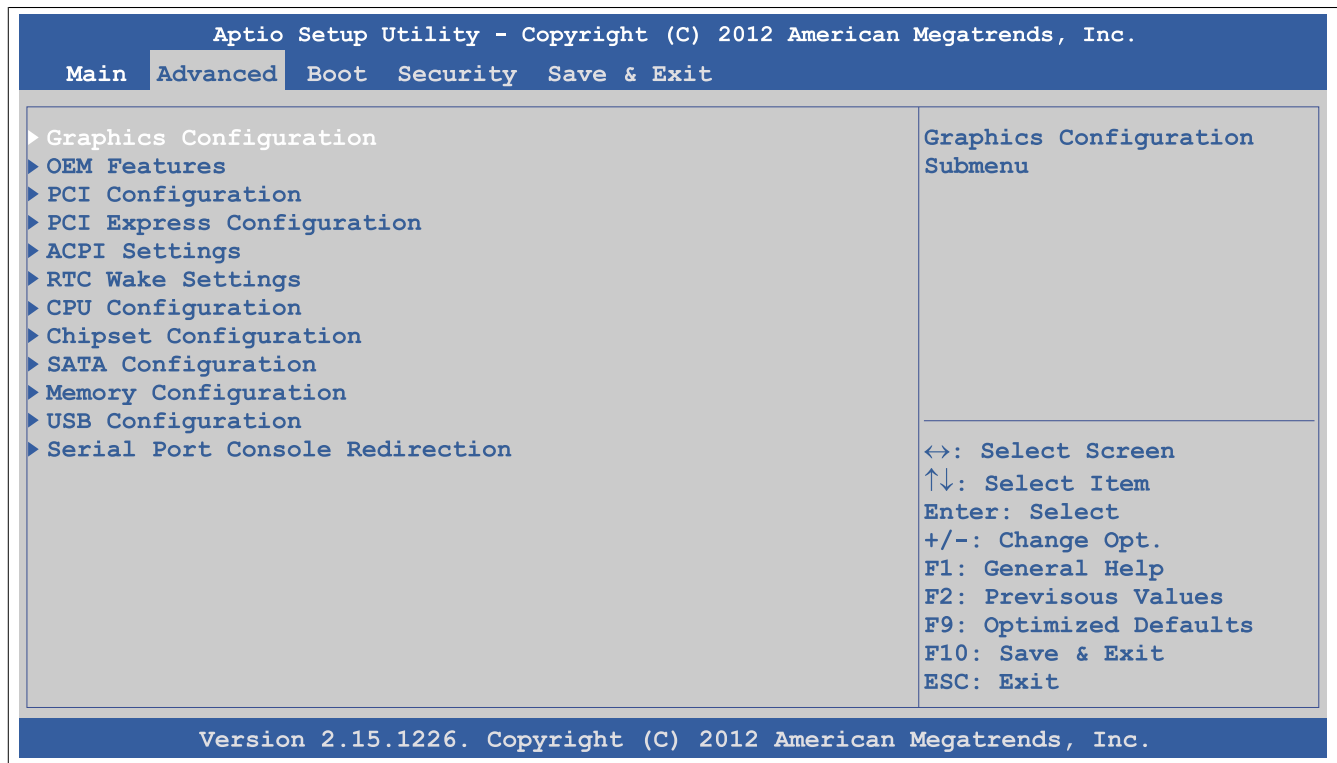 Aptio Setup Utility - Copyright (C) 2012 American Megatrends, Inc.
Main Advanced Boot Security Save & Exit
Graphics Configuration
OEM Features
PCI Configuration
PCI Express Configuration
ACPI Settings
RTC Wake Settings
CPU Configuration
Chipset Configuration
SATA Configuration
Memory Configuration
USB Configuration
Serial Port Console Redirection
Graphics Configuration
Submenu
↔: Select Screen
↑↓: Select Item
Enter: Select
+/-: Change Opt.
F1: General Help
F2: Previsous Values
F9: Optimized Defaults
F10: Save & Exit
ESC: Exit
Version 2.15.1226. Copyright (C) 2012 American Megatrends, Inc.